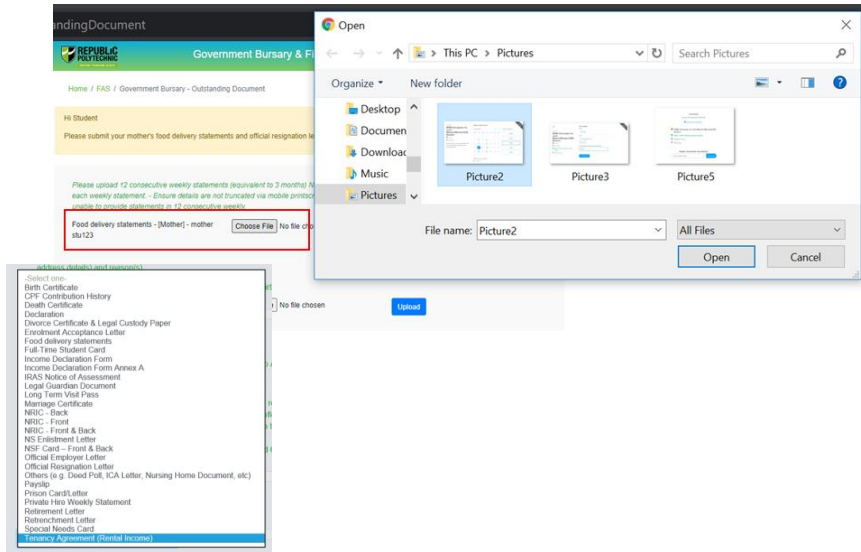 andingDocument
REPUBLIC
POLYTECHNIC
Government Bursary & Fi
Home / FAS / Government Bursary - Outstanding Document
Hi Student
Please submit your mother's food delivery statements and official resignation le
Please upload 12 consecutive weekly statements (equivalent to 3 months) N
each weekly statement. - Ensure details are not truncated via mobile printscr
unable to provide statements in 12 consecutive weekly.
Food delivery statements - [Mother] - mother
stu123
Choose File No file cho
address details) and reason(s)
No file chosen
Upload
Open
This PC > Pictures
Search Pictures
Organize
New folder
Desktop
Documen
Downloac
Music
Pictures
Picture2
Picture3
Picture5
File name: Picture2
All Files
Open
Cancel
-Select one-
Birth Certificate
CPF Contribution History
Death Certificate
Declaration
Divorce Certificate & Legal Custody Paper
Enrolment Acceptance Letter
Food delivery statements
Full-Time Student Card
Income Declaration Form
Income Declaration Form Annex A
IRAS Notice of Assessment
Legal Guardian Document
Long Term Visit Pass
Marriage Certificate
NRIC - Back
NRIC - Front
NRIC - Front & Back
NS Enlistment Letter
NSF Card – Front & Back
Official Employer Letter
Official Resignation Letter
Others (e.g. Deed Poll, ICA Letter, Nursing Home Document, etc)
Payslip
Prison Card/Letter
Private Hire Weekly Statement
Retirement Letter
Retrenchment Letter
Special Needs Card
Tenancy Agreement (Rental Income)